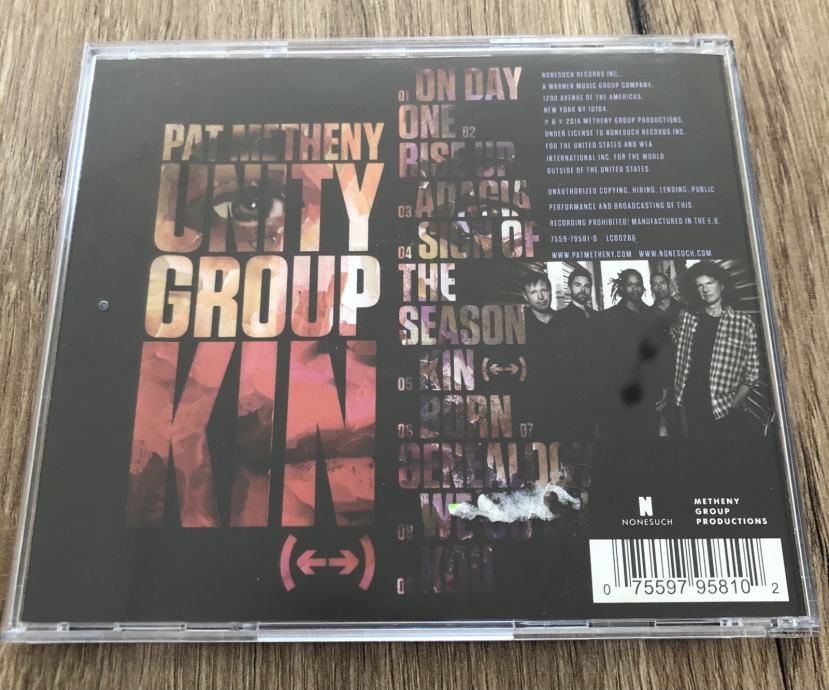 PAT METHENY
UNITY
GROUP
KIN
(↔)
01 ON DAY
ONE 02
RISE UP
03 ADAGIA
04 SIGN OF
THE
SEASON
05 KIN (↔)
06 BORN 07
GENEALOGY
08 WE GO
09 KQU
NONESUCH RECORDS INC.,
A WARNER MUSIC GROUP COMPANY,
1290 AVENUE OF THE AMERICAS,
NEW YORK NY 10104.
℗ & © 2014 METHENY GROUP PRODUCTIONS,
UNDER LICENSE TO NONESUCH RECORDS INC.
FOR THE UNITED STATES AND WEA
INTERNATIONAL INC. FOR THE WORLD
OUTSIDE OF THE UNITED STATES.
UNAUTHORIZED COPYING, HIRING, LENDING, PUBLIC
PERFORMANCE AND BROADCASTING OF THIS
RECORDING PROHIBITED! MANUFACTURED IN THE E.U.
7559-79581-0 LC00286
WWW.PATMETHENY.COM WWW.NONESUCH.COM
N
NONESUCH
METHENY
GROUP
PRODUCTIONS
0 75597 95810 2